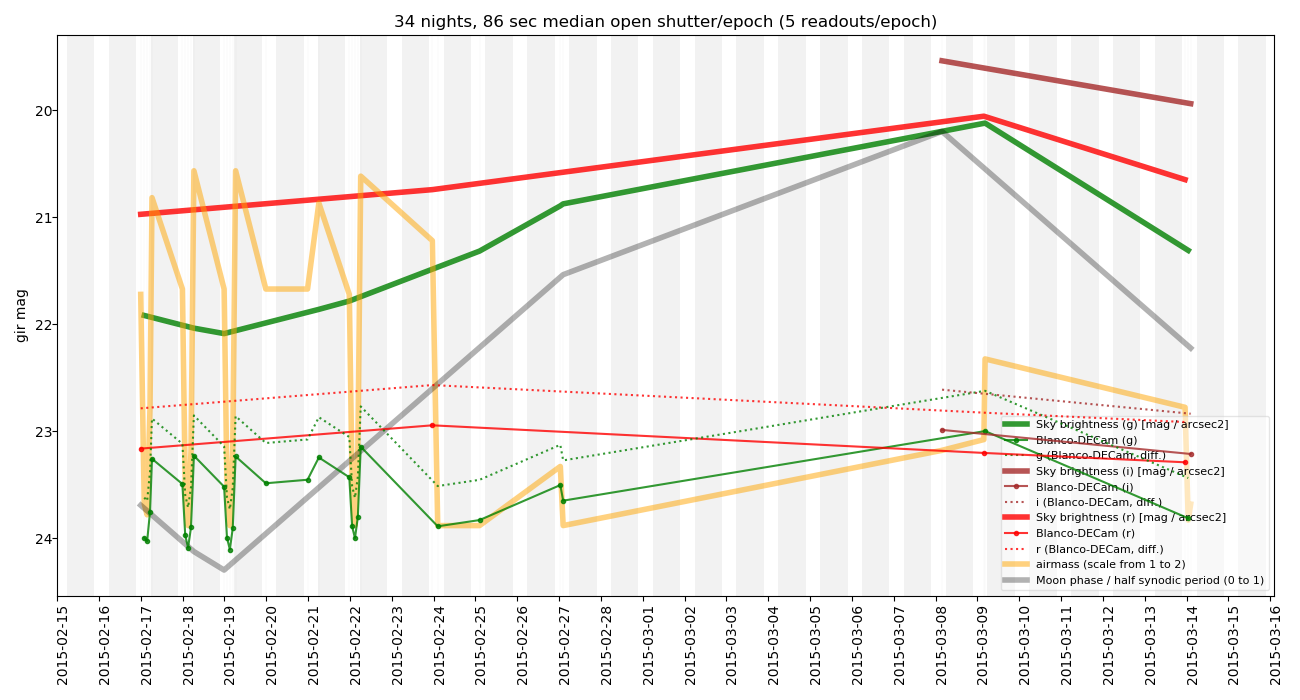 34 nights, 86 sec median open shutter/epoch (5 readouts/epoch)
gir mag
20
21
22
23
24
Sky brightness (g) [mag / arcsec2]
Blanco-DECam (g)
g (Blanco-DECam, diff.)
Sky brightness (i) [mag / arcsec2]
Blanco-DECam (i)
i (Blanco-DECam, diff.)
Sky brightness (r) [mag / arcsec2]
Blanco-DECam (r)
r (Blanco-DECam, diff.)
airmass (scale from 1 to 2)
Moon phase / half synodic period (0 to 1)
2015-02-15
2015-02-16
2015-02-17
2015-02-18
2015-02-19
2015-02-20
2015-02-21
2015-02-22
2015-02-23
2015-02-24
2015-02-25
2015-02-26
2015-02-27
2015-02-28
2015-03-01
2015-03-02
2015-03-03
2015-03-04
2015-03-05
2015-03-06
2015-03-07
2015-03-08
2015-03-09
2015-03-10
2015-03-11
2015-03-12
2015-03-13
2015-03-14
2015-03-15
2015-03-16